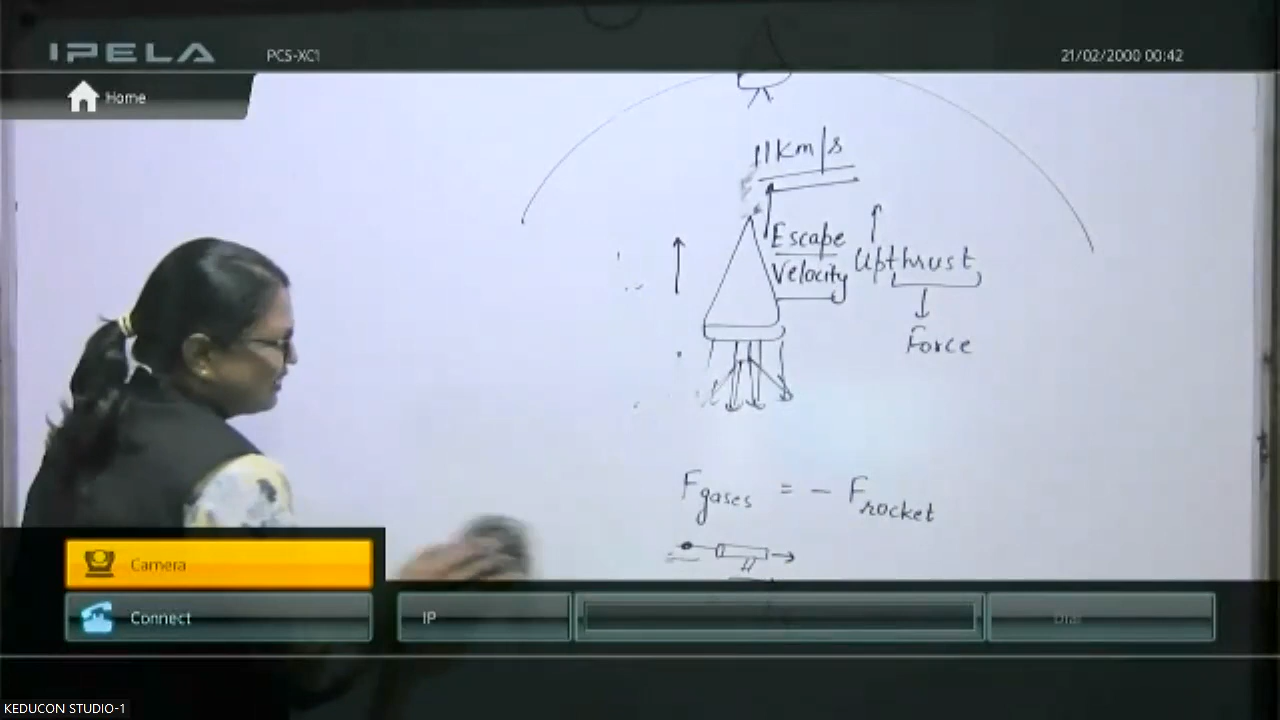 IPELA
PCS-XC1
21/02/2000 00:42
Home
11km/s
Escape
Velocity
Upthrust
Force
Fgases = - Frocket
Camera
Connect
IP
Dial
KEDUCON STUDIO-1